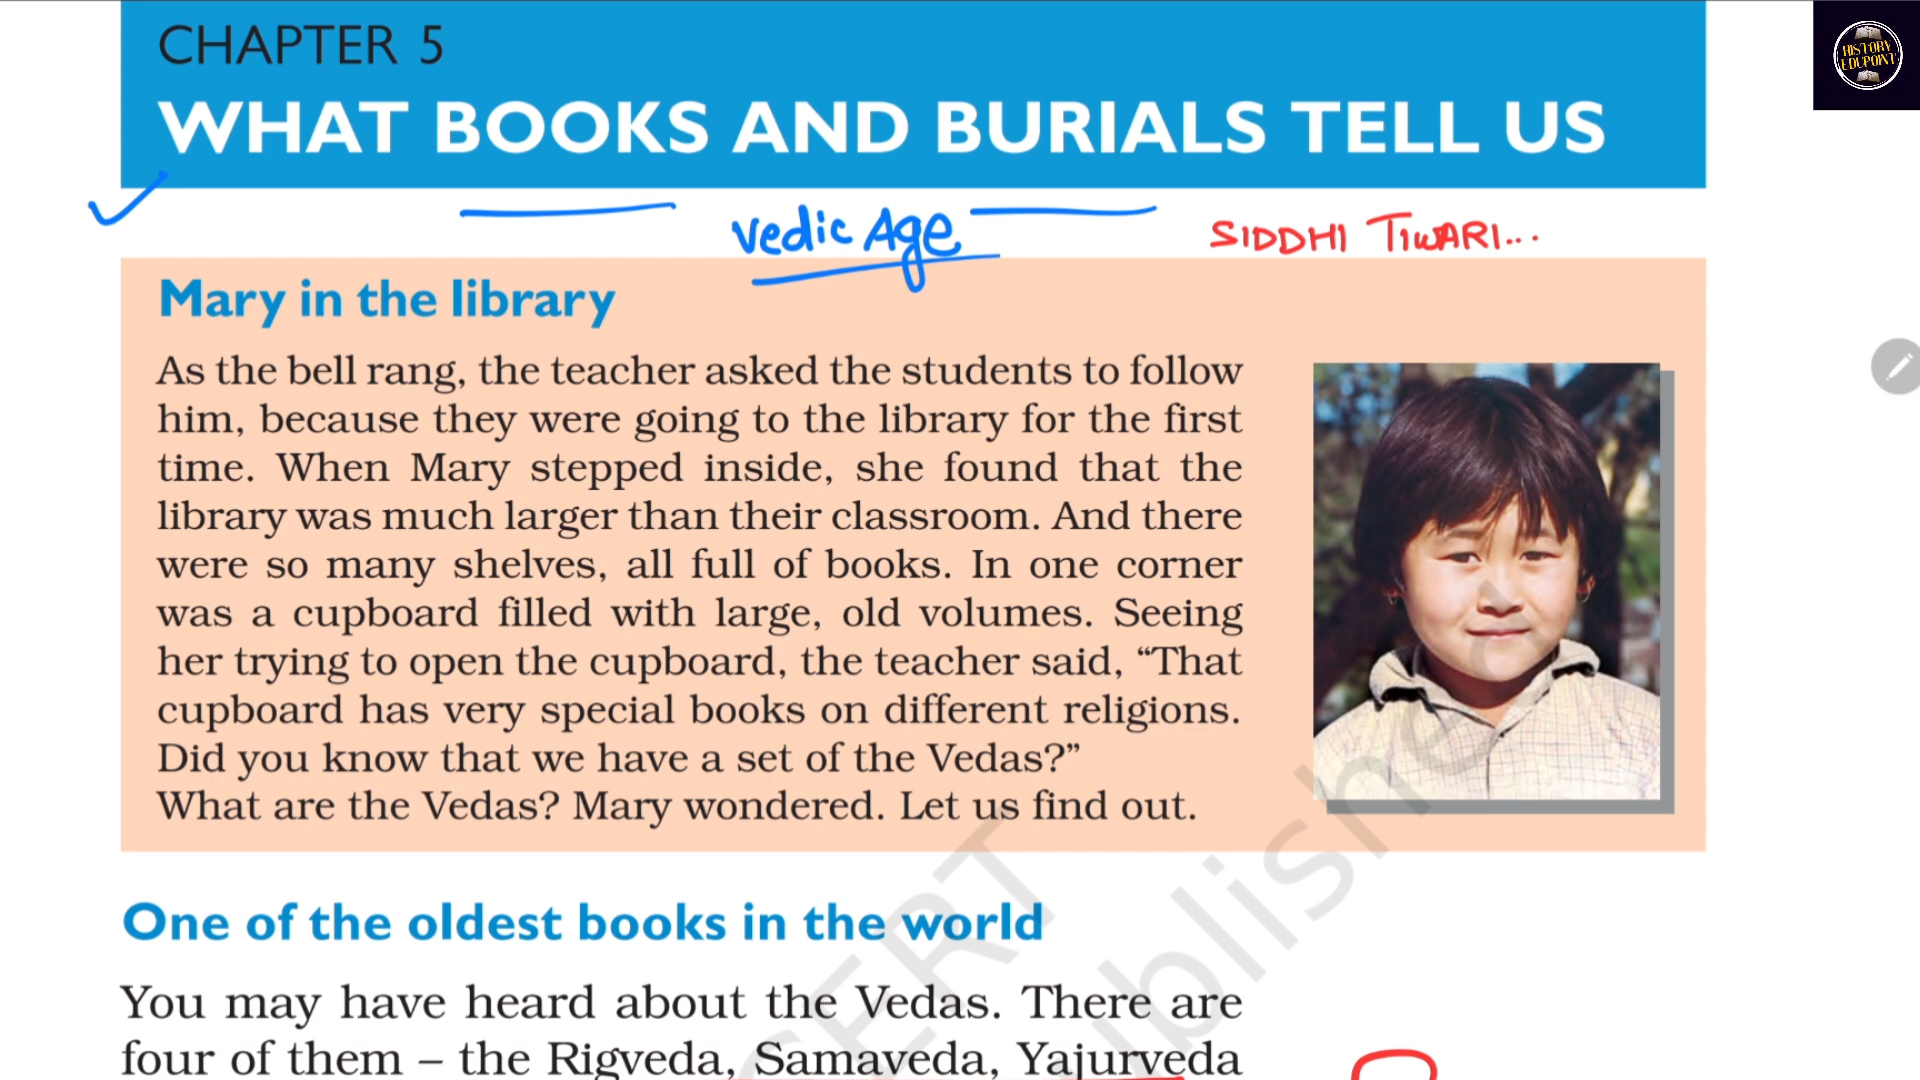 CHAPTER 5
HISTORY
EDUPOINT
WHAT BOOKS AND BURIALS TELL US
Vedic Age
SIDDHI TIWARI...
Mary in the library
As the bell rang, the teacher asked the students to follow
him, because they were going to the library for the first
time. When Mary stepped inside, she found that the
library was much larger than their classroom. And there
were so many shelves, all full of books. In one corner
was a cupboard filled with large, old volumes. Seeing
her trying to open the cupboard, the teacher said, “That
cupboard has very special books on different religions.
Did you know that we have a set of the Vedas?”
What are the Vedas? Mary wondered. Let us find out.
One of the oldest books in the world
You may have heard about the Vedas. There are
four of them – the Rigveda, Samaveda, Yajurveda